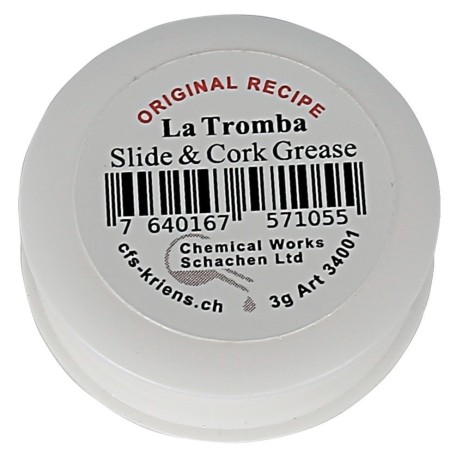 ORIGINAL RECIPE
La Tromba
Slide & Cork Grease
7 640167 571055
Chemical Works
Schachen Ltd
cfs-kriens.ch
3g Art 34001